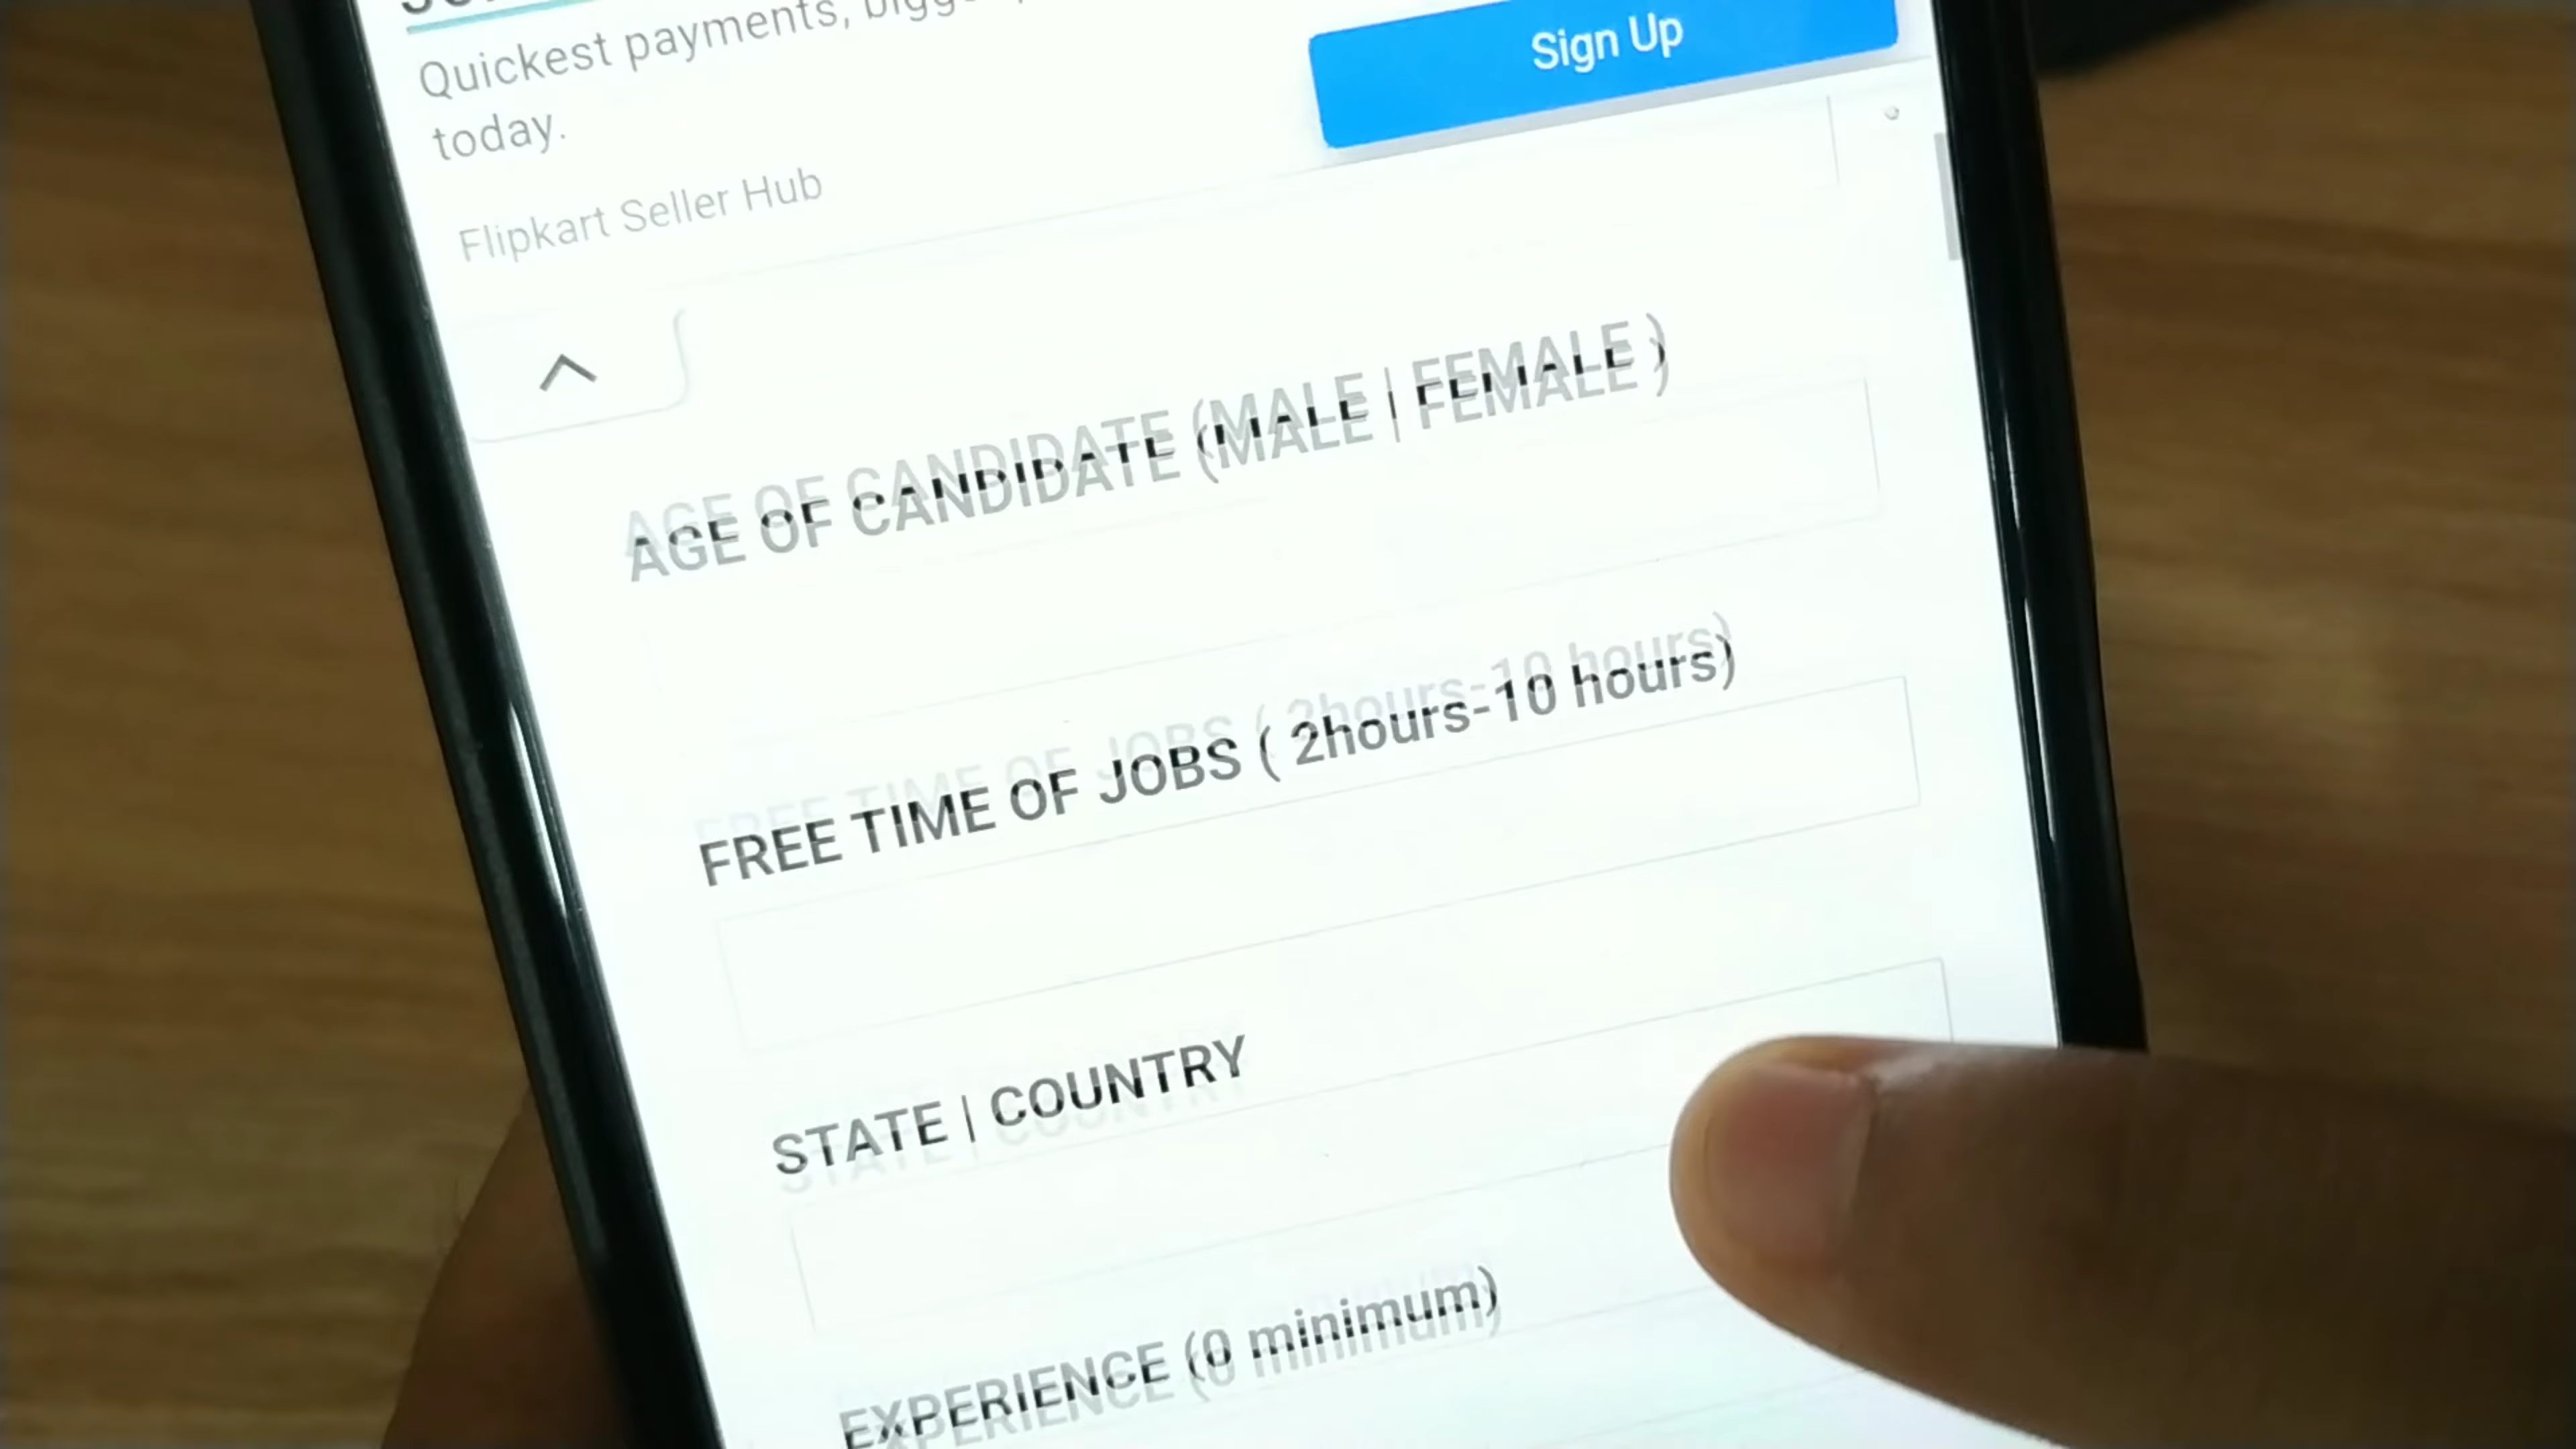 Quickest payments,
today.
Sign Up
Flipkart Seller Hub
AGE OF CANDIDATE (MALE | FEMALE )
FREE TIME OF JOBS ( 2hours-10 hours)
STATE | COUNTRY
EXPERIENCE (0 minimum)